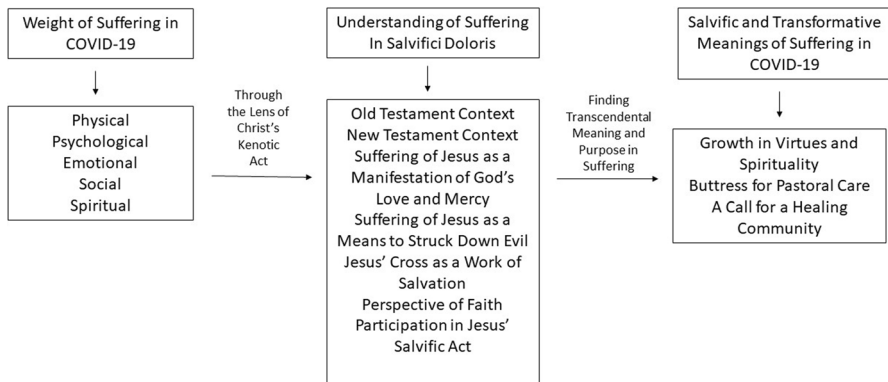 Weight of Suffering in
COVID-19
Physical
Psychological
Emotional
Social
Spiritual
Through
the Lens of
Christ's
Kenotic
Act
Understanding of Suffering
In Salvifici Doloris
Old Testament Context
New Testament Context
Suffering of Jesus as a
Manifestation of God's
Love and Mercy
Suffering of Jesus as a
Means to Struck Down Evil
Jesus' Cross as a Work of
Salvation
Perspective of Faith
Participation in Jesus'
Salvific Act
Finding
Transcendental
Meaning and
Purpose in
Suffering
Salvific and Transformative
Meanings of Suffering in
COVID-19
Growth in Virtues and
Spirituality
Buttress for Pastoral Care
A Call for a Healing
Community